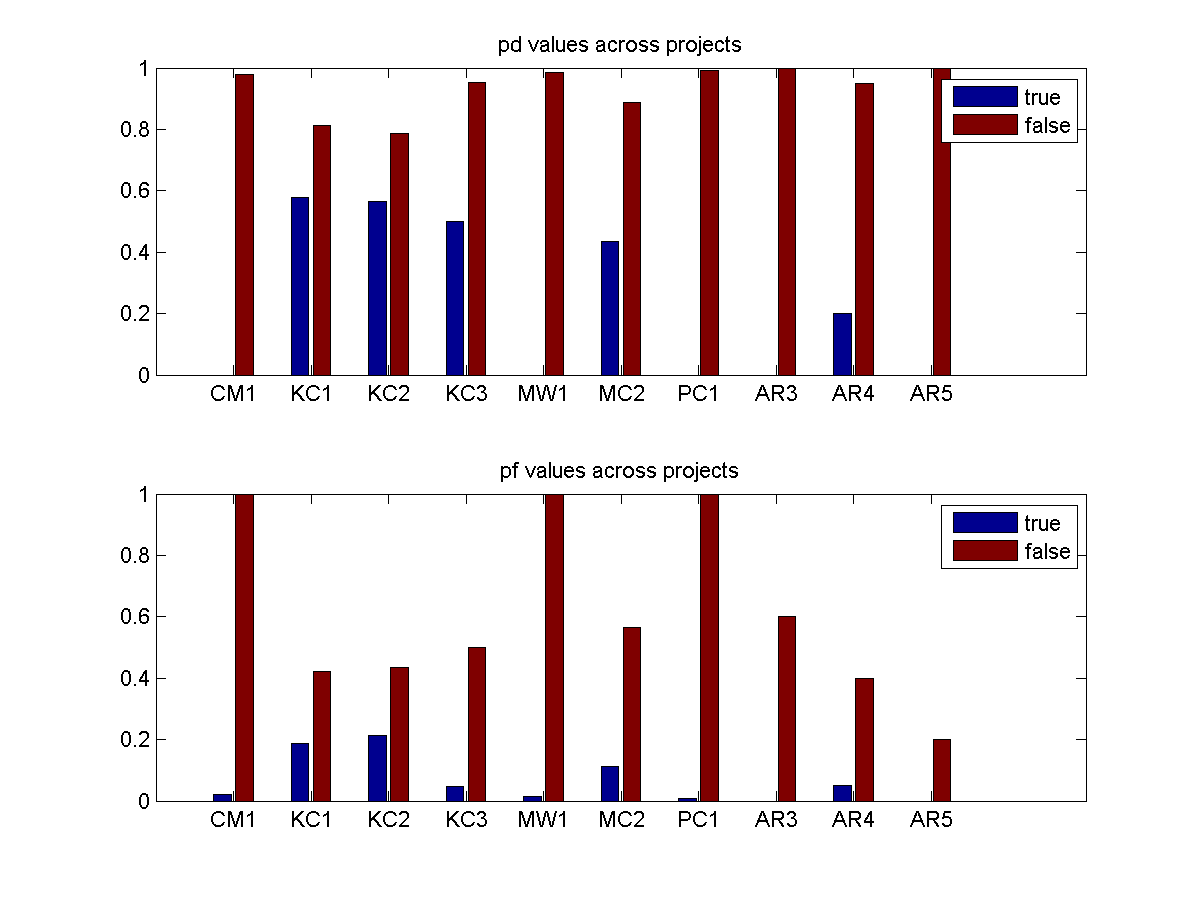 pd values across projects
1
0.8
0.6
0.4
0.2
0
true
false
CM1 KC1 KC2 KC3 MW1 MC2 PC1 AR3 AR4 AR5
pf values across projects
1
0.8
0.6
0.4
0.2
0
true
false
CM1 KC1 KC2 KC3 MW1 MC2 PC1 AR3 AR4 AR5